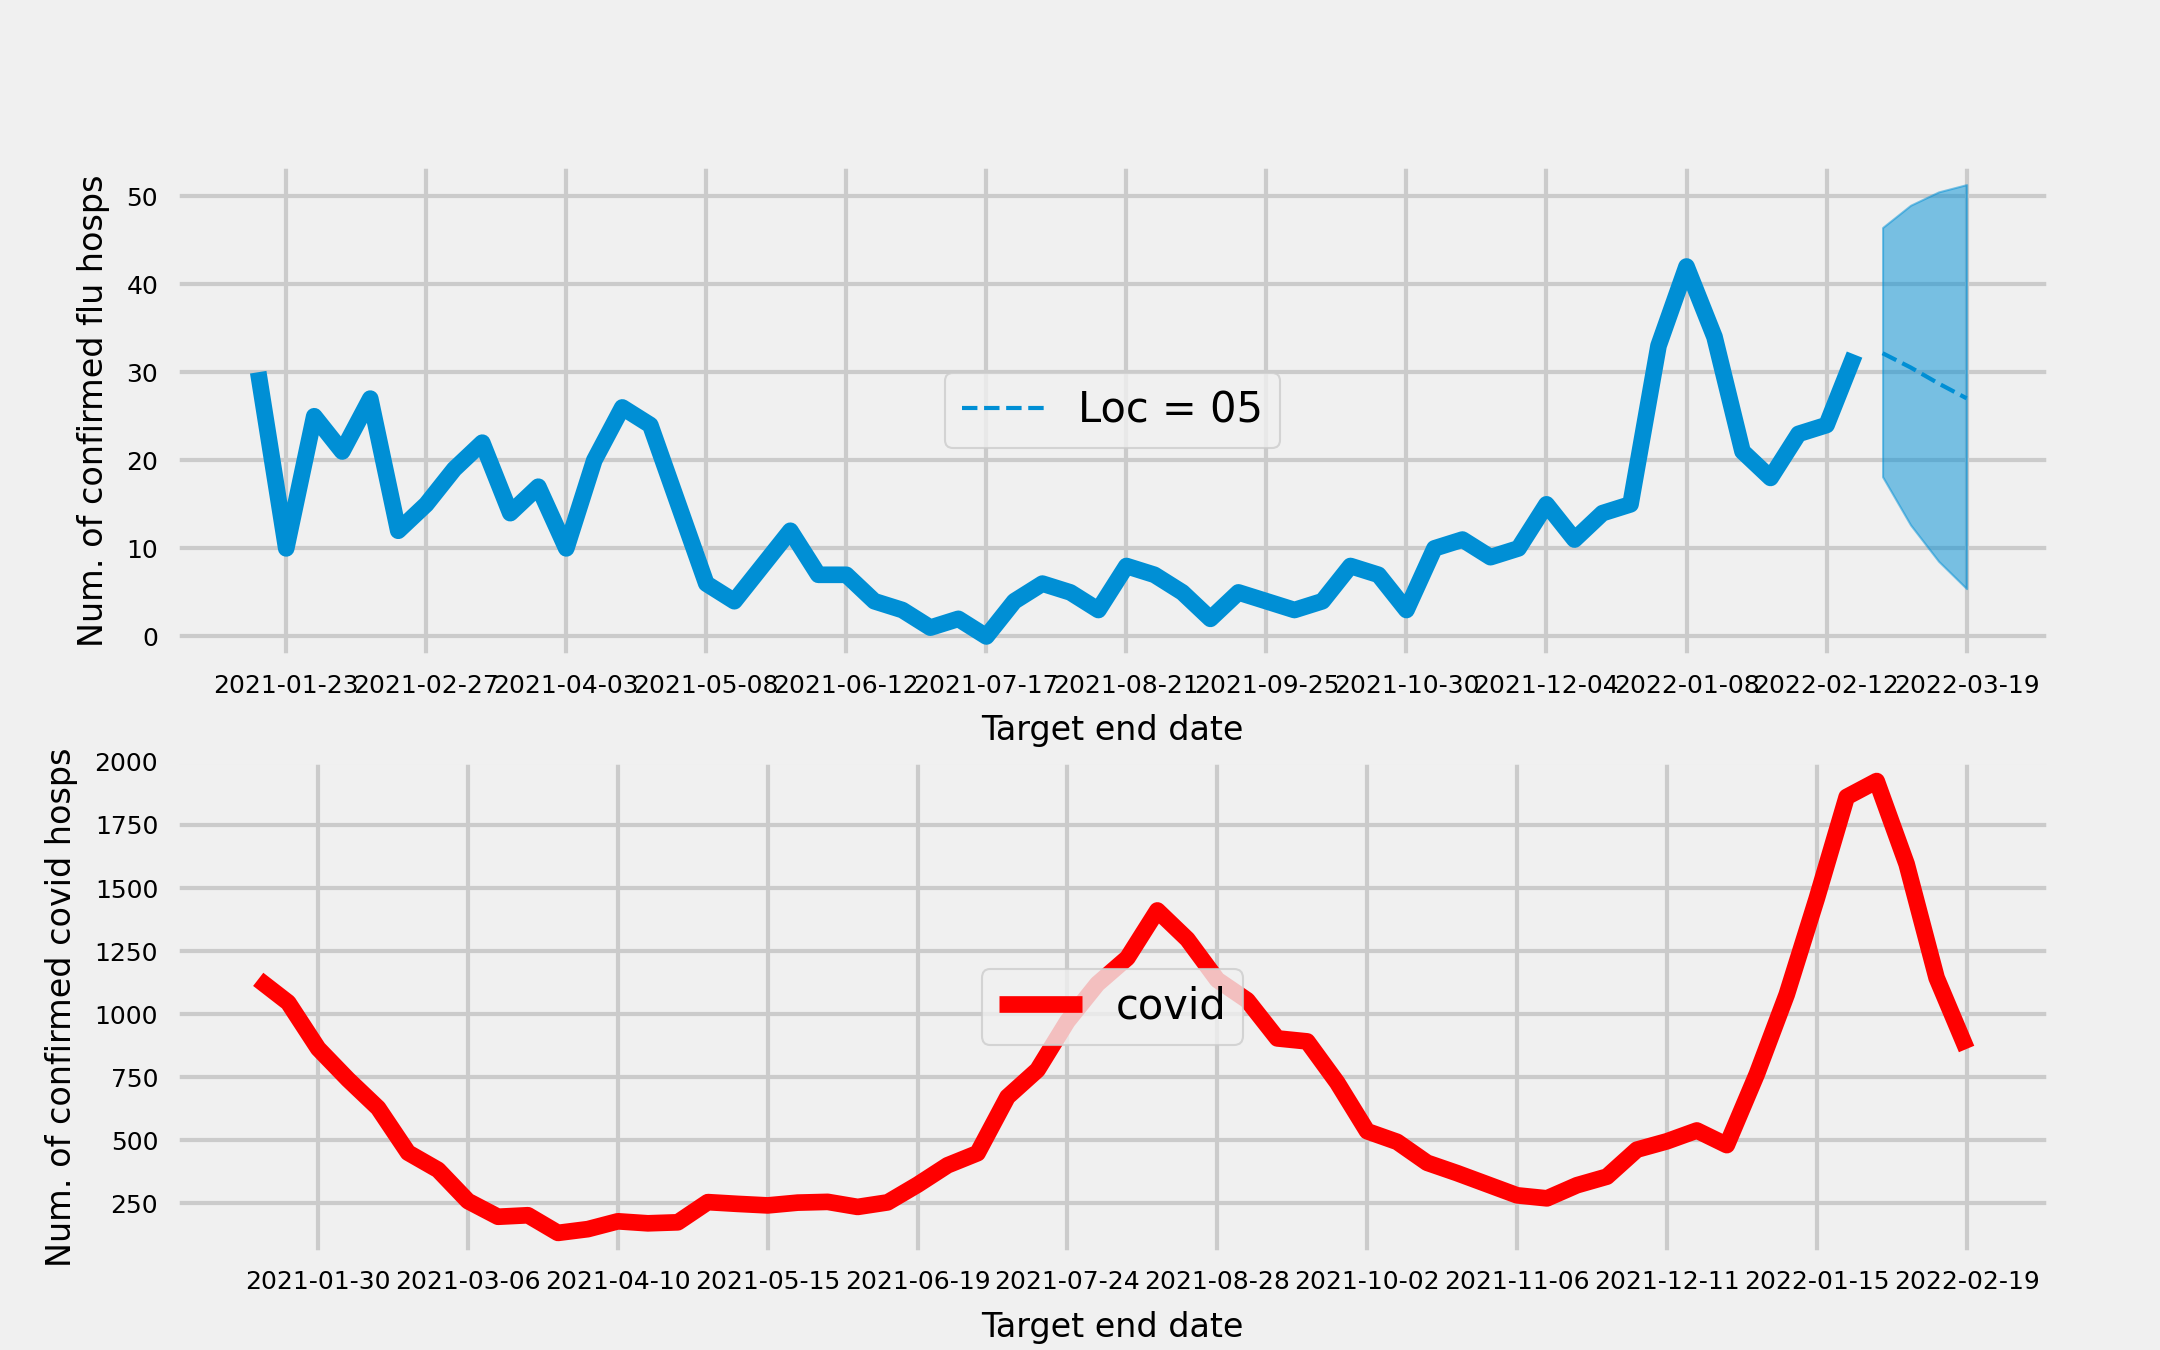 Num. of confirmed flu hosps
50
40
30
20
10
0
Loc = 05
2021-01-23 2021-02-27 2021-04-03 2021-05-08 2021-06-12 2021-07-17 2021-08-21 2021-09-25 2021-10-30 2021-12-04 2022-01-08 2022-02-12 2022-03-19
Target end date
Num. of confirmed covid hosps
2000
1750
1500
1250
1000
750
500
250
covid
2021-01-30 2021-03-06 2021-04-10 2021-05-15 2021-06-19 2021-07-24 2021-08-28 2021-10-02 2021-11-06 2021-12-11 2022-01-15 2022-02-19
Target end date